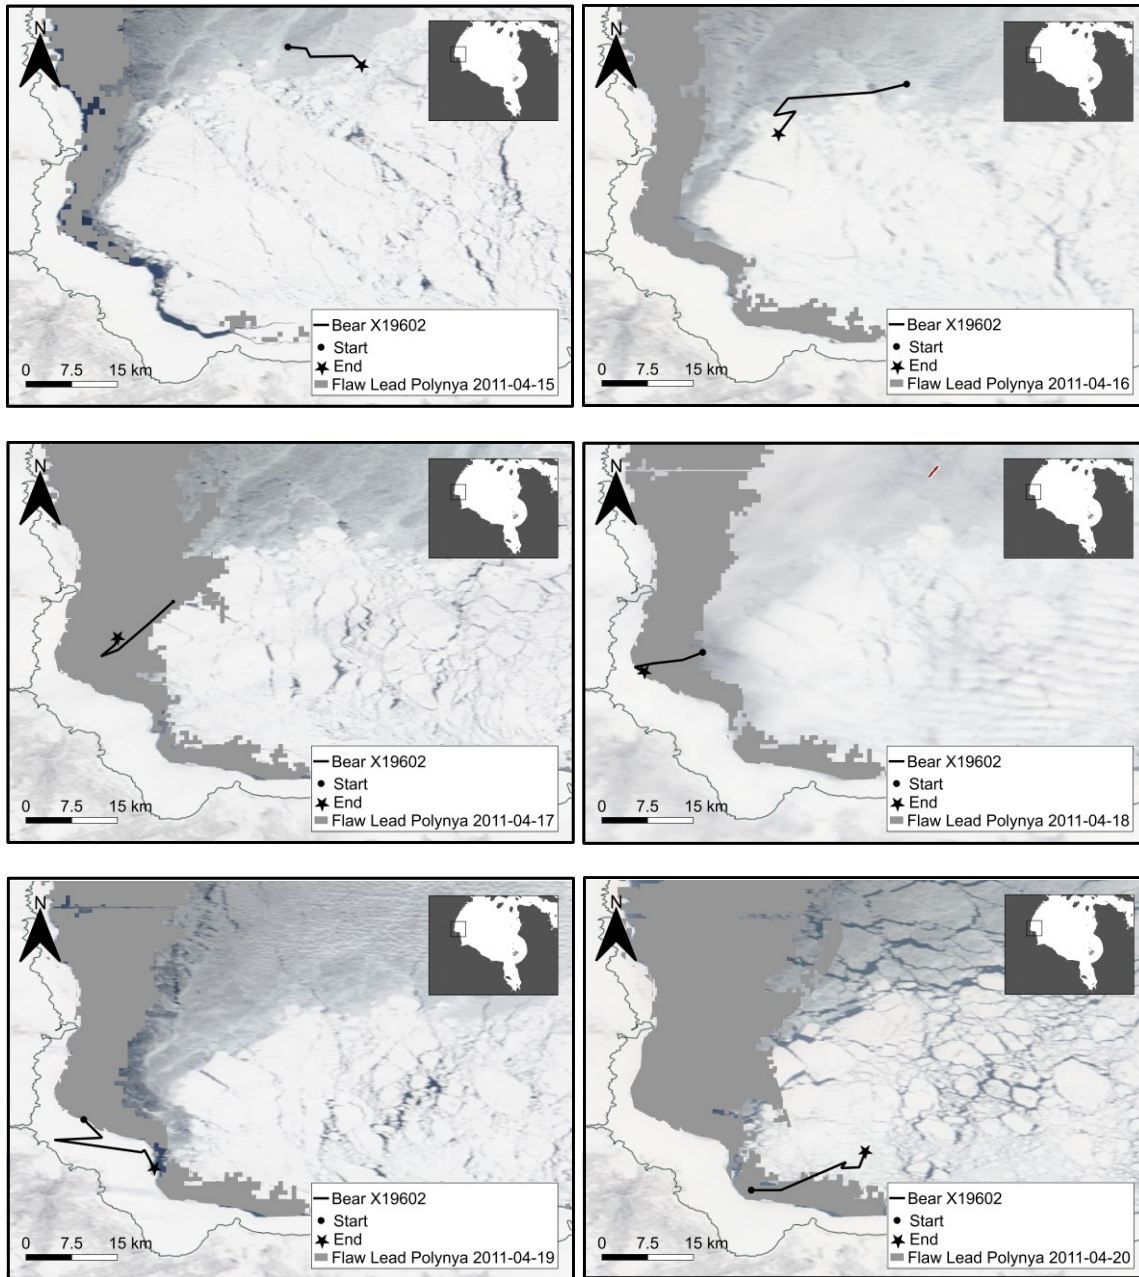 N
Bear X19602
Start
End
Flaw Lead Polynya 2011-04-15
0 7.5 15 km
N
Bear X19602
Start
End
Flaw Lead Polynya 2011-04-16
0 7.5 15 km
N
Bear X19602
Start
End
Flaw Lead Polynya 2011-04-17
0 7.5 15 km
N
Bear X19602
Start
End
Flaw Lead Polynya 2011-04-18
0 7.5 15 km
N
Bear X19602
Start
End
Flaw Lead Polynya 2011-04-19
0 7.5 15 km
N
Bear X19602
Start
End
Flaw Lead Polynya 2011-04-20
0 7.5 15 km